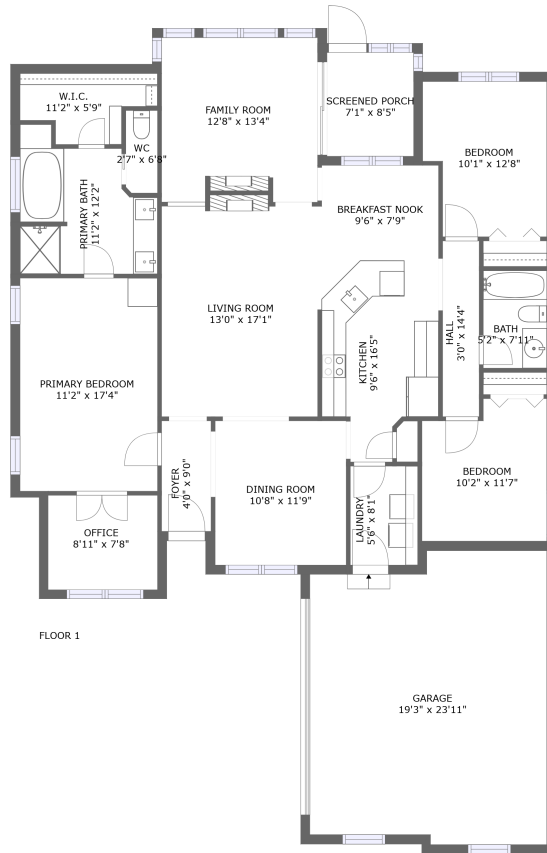 FAMILY ROOM
12'8" x 13'4"
SCREENED PORCH
7'1" x 8'5"
W.I.C.
11'2" x 5'9"
WC
2'7" x 6'8"
BEDROOM
10'1" x 12'8"
PRIMARY BATH
11'2" x 12'2"
BREAKFAST NOOK
9'6" x 7'9"
LIVING ROOM
13'0" x 17'1"
HALL
3'0" x 14'4"
BATH
5'2" x 7'11"
KITCHEN
9'6" x 16'5"
PRIMARY BEDROOM
11'2" x 17'4"
FOYER
4'0" x 9'0"
DINING ROOM
10'8" x 11'9"
LAUNDRY
5'6" x 8'1"
BEDROOM
10'2" x 11'7"
OFFICE
8'11" x 7'8"
FLOOR 1
GARAGE
19'3" x 23'11"